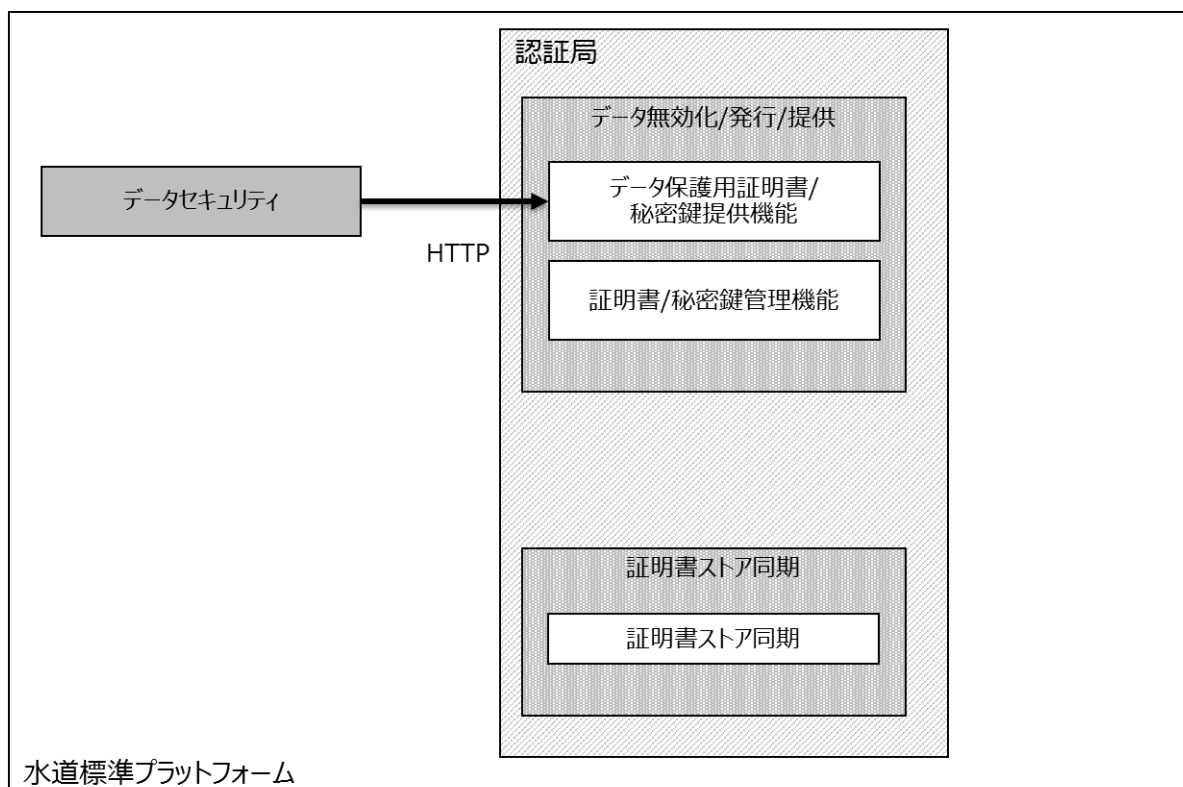 認証局
データ無効化/発行/提供
データセキュリティ
データ保護用証明書/
秘密鍵提供機能
HTTP
証明書/秘密鍵管理機能
証明書ストア同期
証明書ストア同期
水道標準プラットフォーム